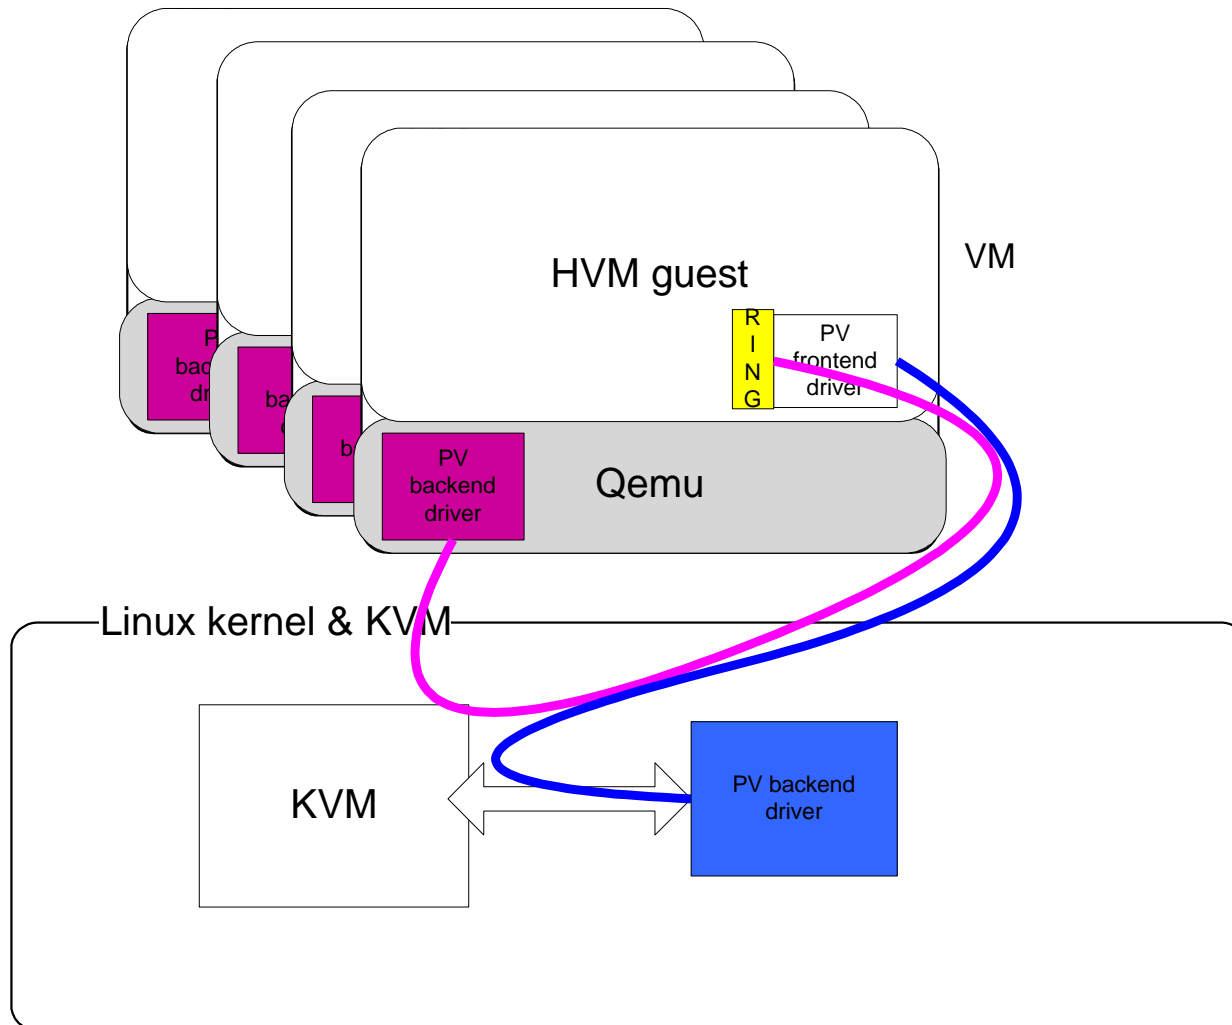 VM
HVM guest
R
I
N
G
PV
frontend
driver
PV
backend
driver
Qemu
Linux kernel & KVM
KVM
PV backend
driver